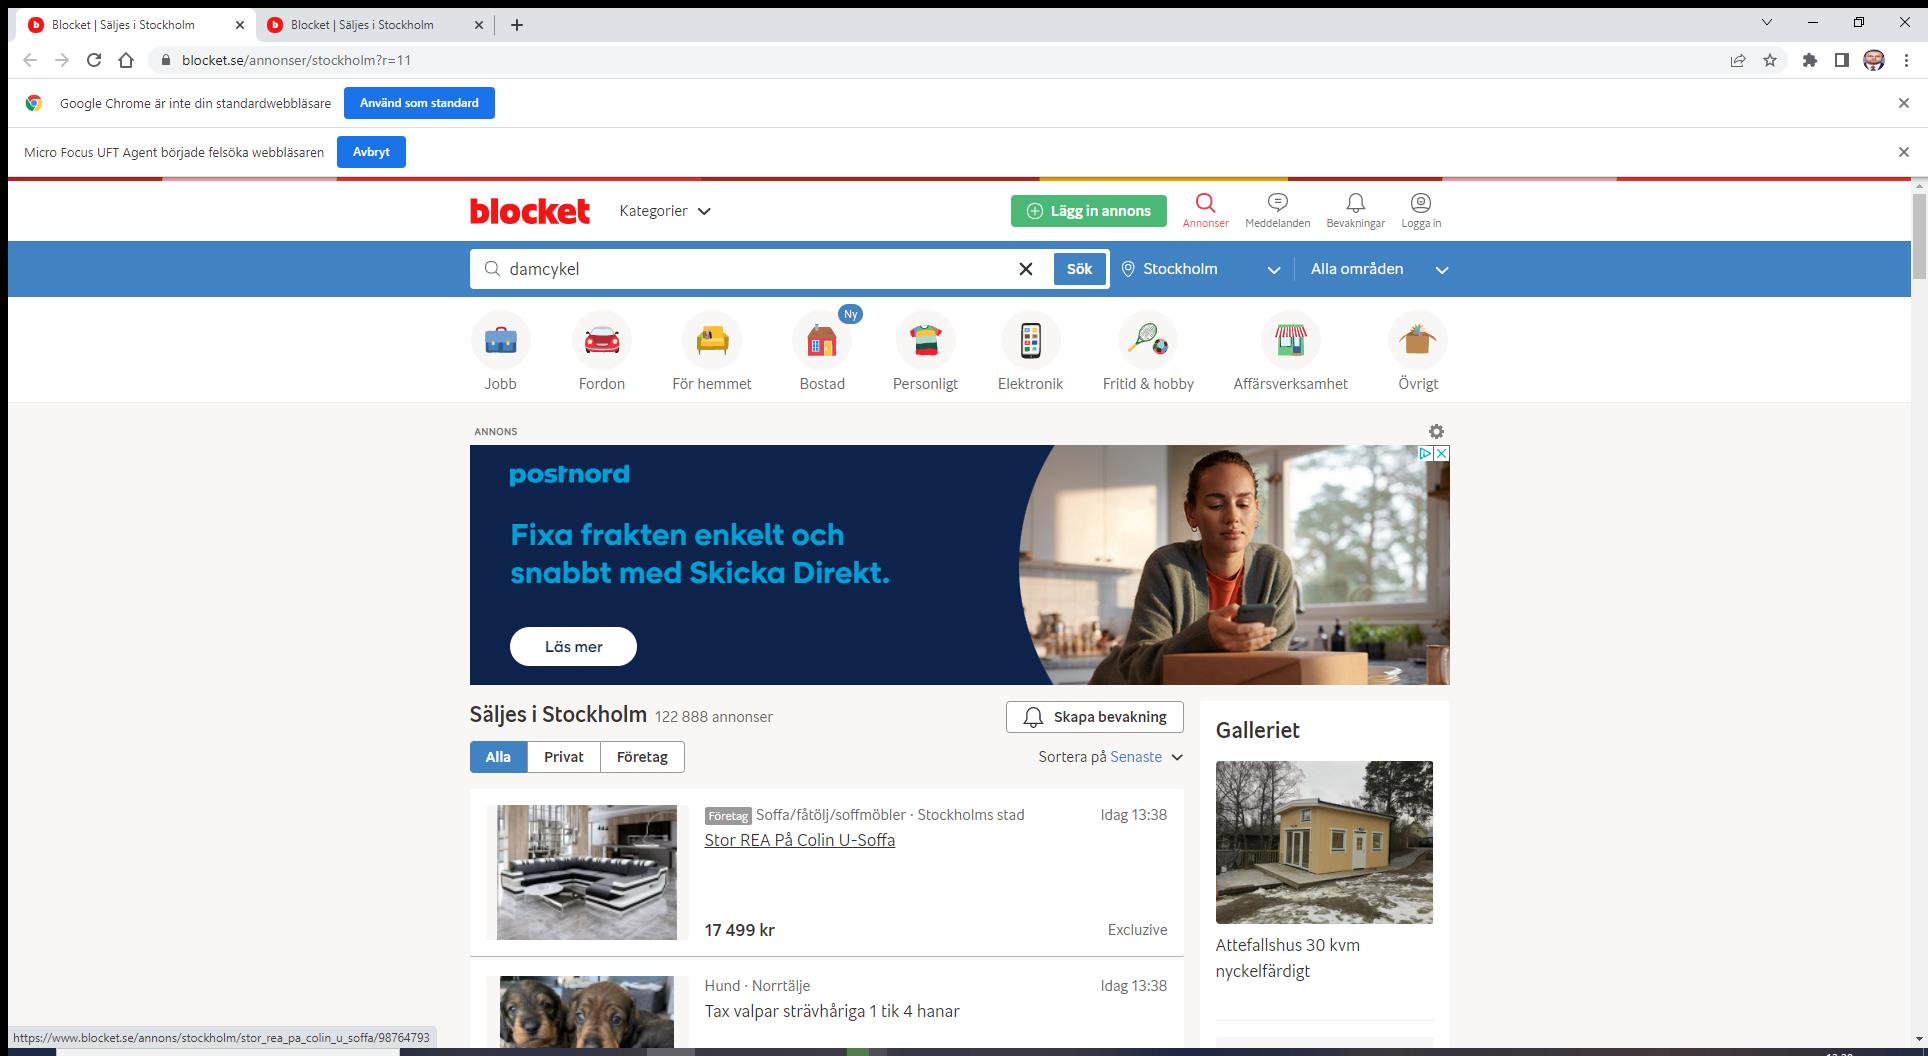 Blocket | Säljes i Stockholm
Blocket | Säljes i Stockholm
blocket.se/annonser/stockholm?r=11
Google Chrome är inte din standardwebbläsare
Använd som standard
Micro Focus UFT Agent började felsöka webbläsaren
Avbryt
blocket
Kategorier
Lägg in annons
Annonser
Meddelanden
Bevakningar
Logga in
damcykel
Sök
Stockholm
Alla områden
Ny
Jobb
Fordon
För hemmet
Bostad
Personligt
Elektronik
Fritid & hobby
Affärsverksamhet
Övrigt
ANNONS
postnord
Fixa frakten enkelt och
snabbt med Skicka Direkt.
Läs mer
Säljes i Stockholm 122 888 annonser
Skapa bevakning
Alla
Privat
Företag
Sortera på Senaste
Företag Soffa/fåtölj/soffmöbler · Stockholms stad
Idag 13:38
Stor REA På Colin U-Soffa
17 499 kr
Excluzive
Hund · Norrtälje
Idag 13:38
Tax valpar strävhåriga 1 tik 4 hanar
Galleriet
Attefallshus 30 kvm
nyckelfärdigt
https://www.blocket.se/annons/stockholm/stor_rea_pa_colin_u_soffa/98764793